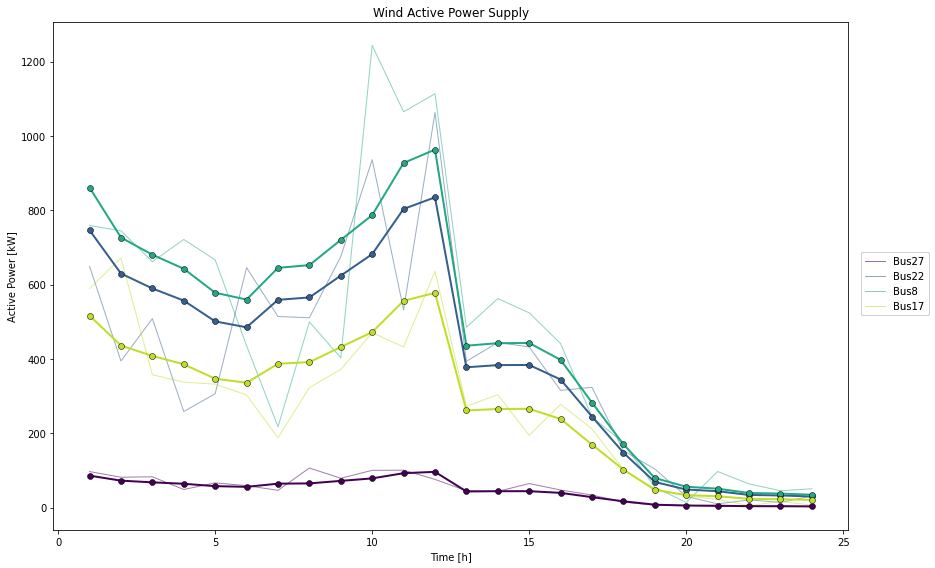 Wind Active Power Supply
Active Power [kW]
1200
1000
800
600
400
200
0
0 5 10 15 20 25
Time [h]
Bus27
Bus22
Bus8
Bus17